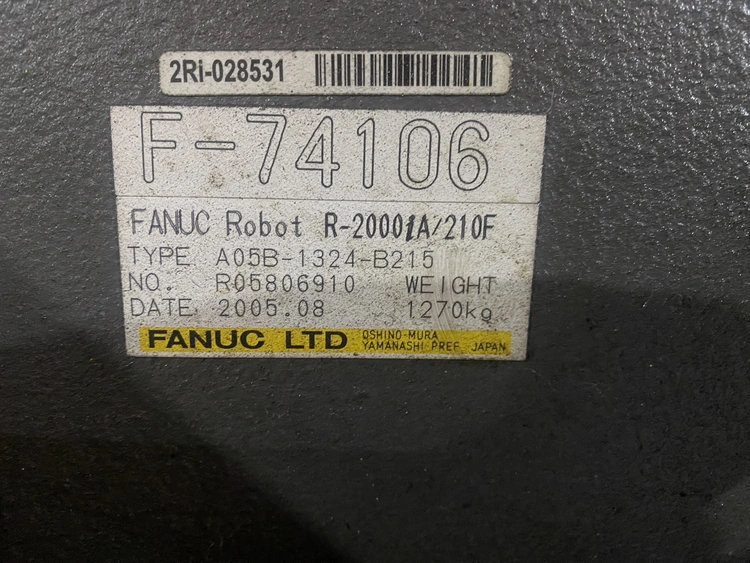 2Ri-028531
F-74106
FANUC Robot R-2000iA/210F
TYPE A05B-1324-B215
NO. R05806910 WEIGHT
DATE 2005.08 1270kg
FANUC LTD OSHINO-MURA
YAMANASHI PREF. JAPAN